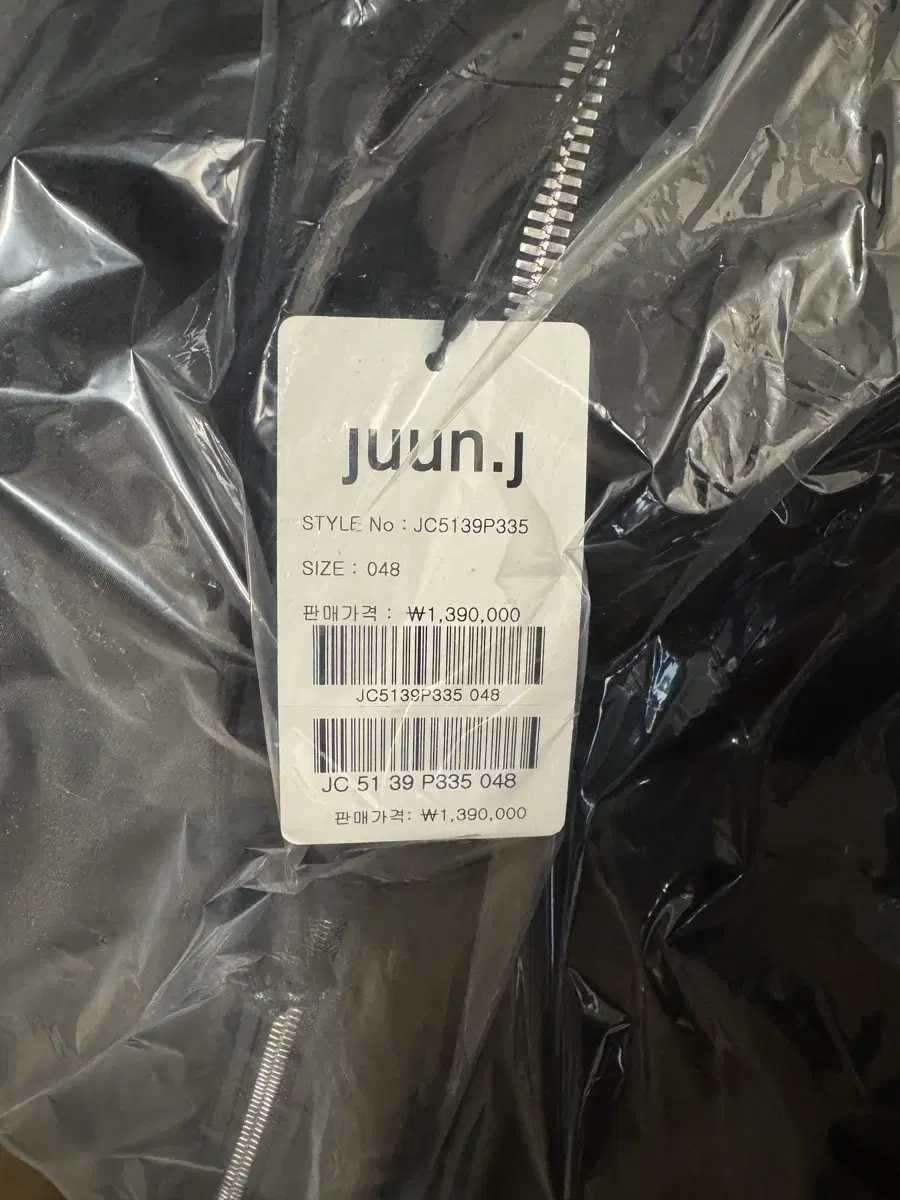 juun.j
STYLE No : JC5139P335
SIZE : 048
판매가격 : ₩1,390,000
JC5139P335 048
JC 51 39 P335 048
판매가격: ₩1,390,000